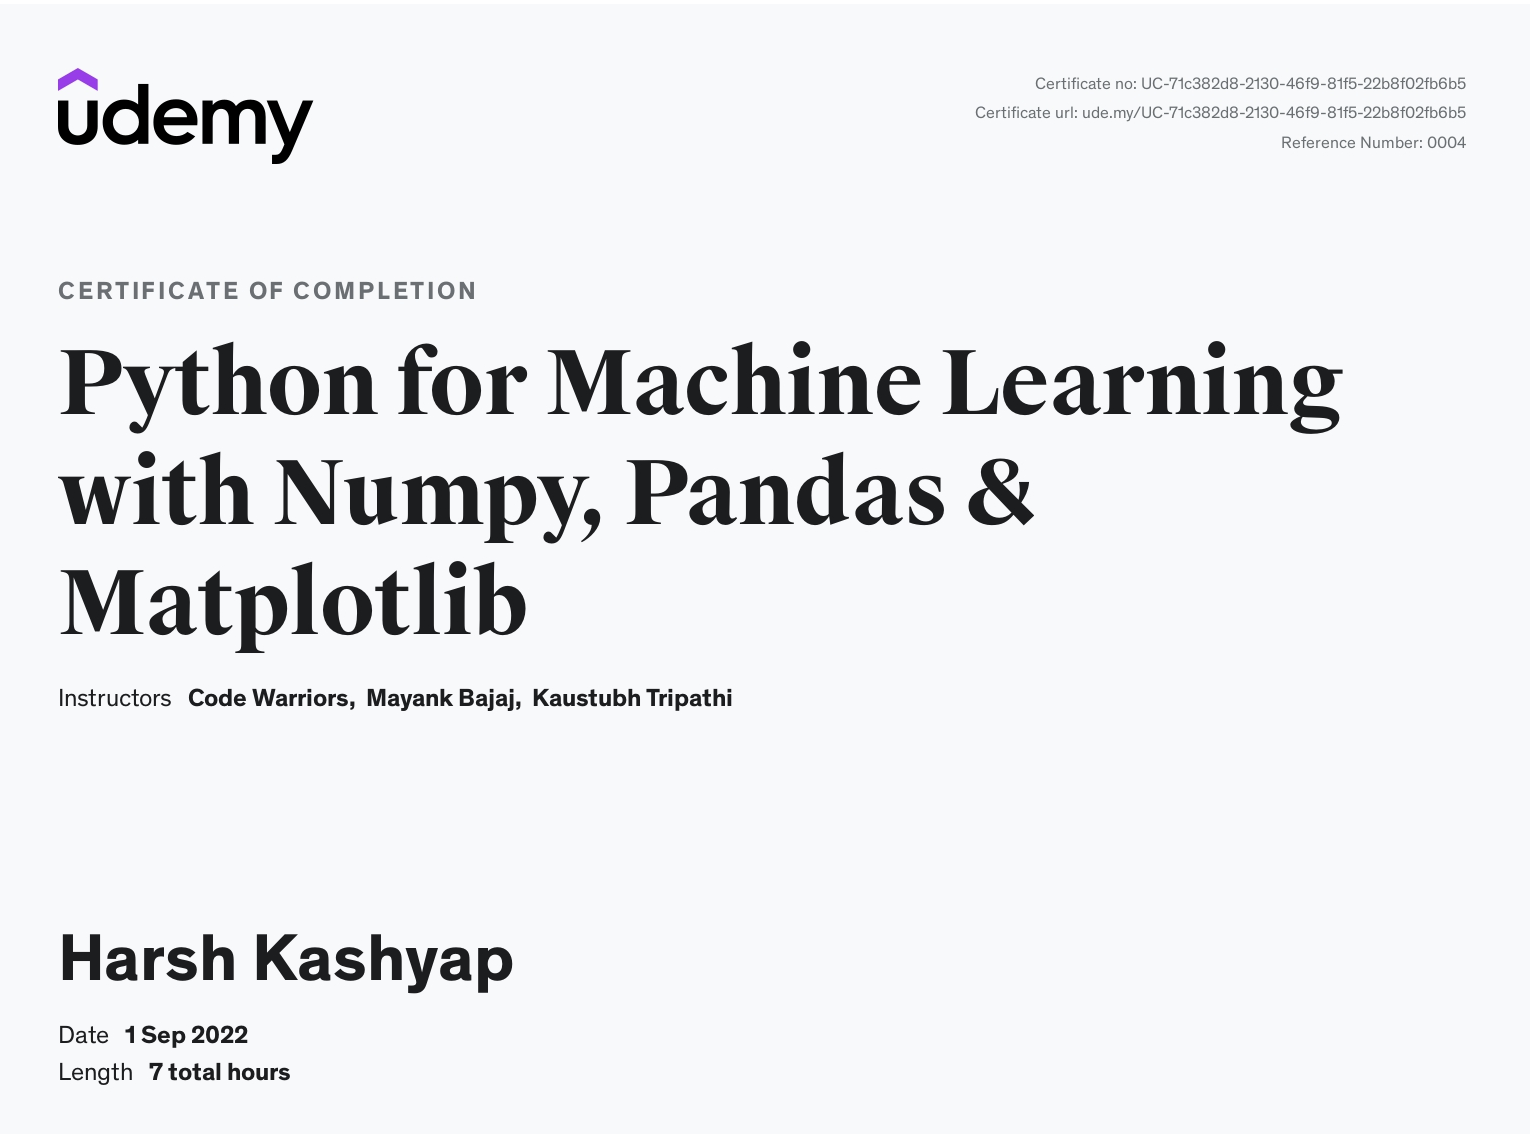 udemy
Certificate no: UC-71c382d8-2130-46f9-81f5-22b8f02fb6b5
Certificate url: ude.my/UC-71c382d8-2130-46f9-81f5-22b8f02fb6b5
Reference Number: 0004
CERTIFICATE OF COMPLETION
Python for Machine Learning
with Numpy, Pandas &
Matplotlib
Instructors Code Warriors, Mayank Bajaj, Kaustubh Tripathi
Harsh Kashyap
Date 1 Sep 2022
Length 7 total hours